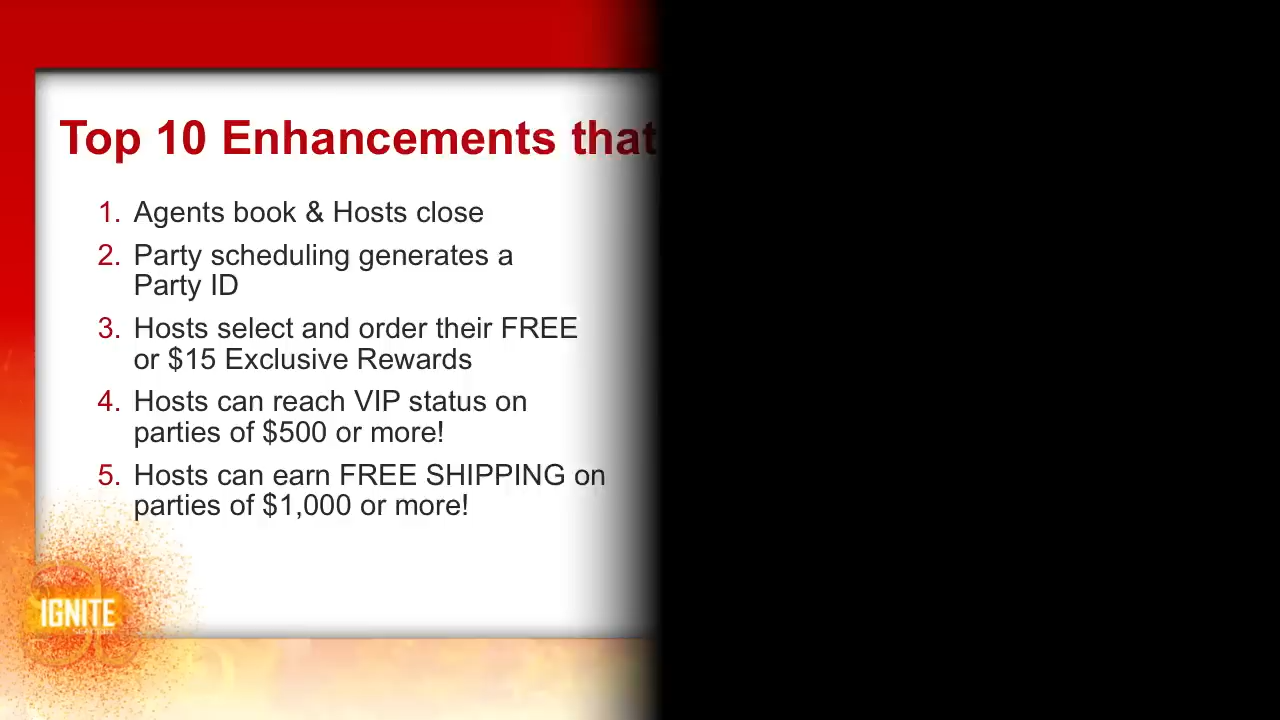 Top 10 Enhancements that
1. Agents book & Hosts close
2. Party scheduling generates a
Party ID
3. Hosts select and order their FREE
or $15 Exclusive Rewards
4. Hosts can reach VIP status on
parties of $500 or more!
5. Hosts can earn FREE SHIPPING on
parties of $1,000 or more!
IGNITE